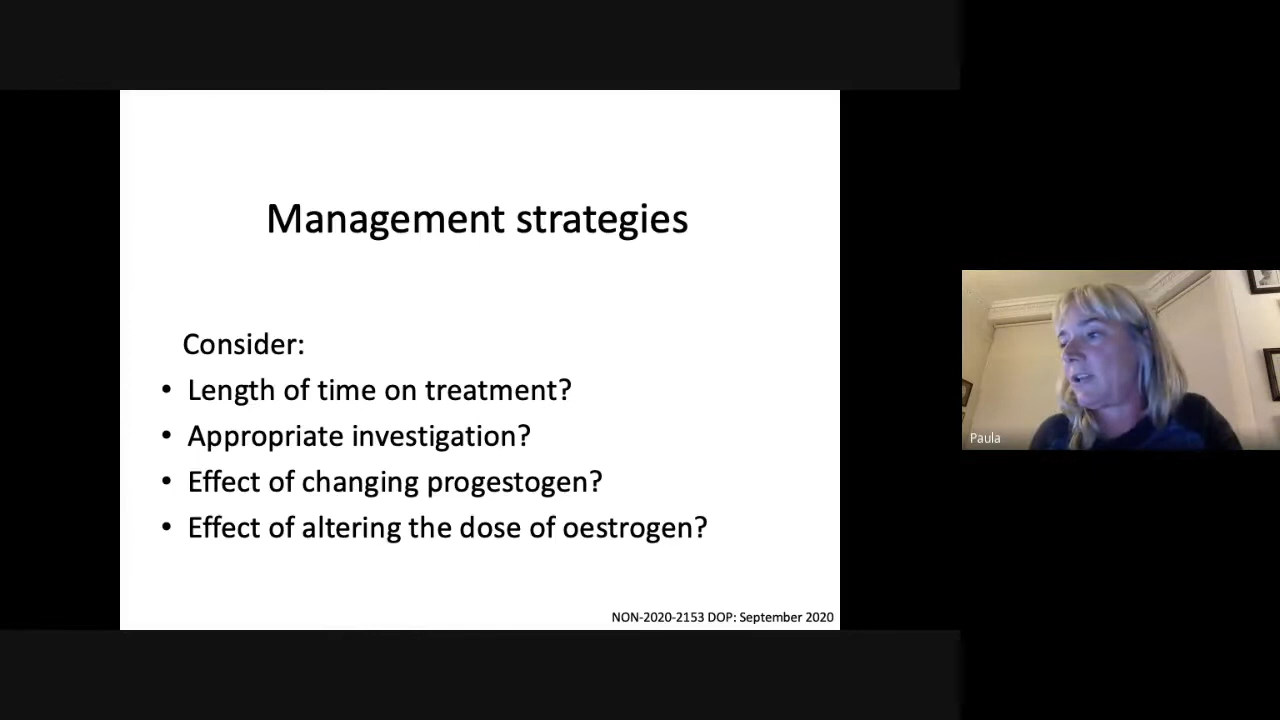 Management strategies
Consider:
• Length of time on treatment?
• Appropriate investigation?
• Effect of changing progestogen?
• Effect of altering the dose of oestrogen?
NON-2020-2153 DOP: September 2020
Paula